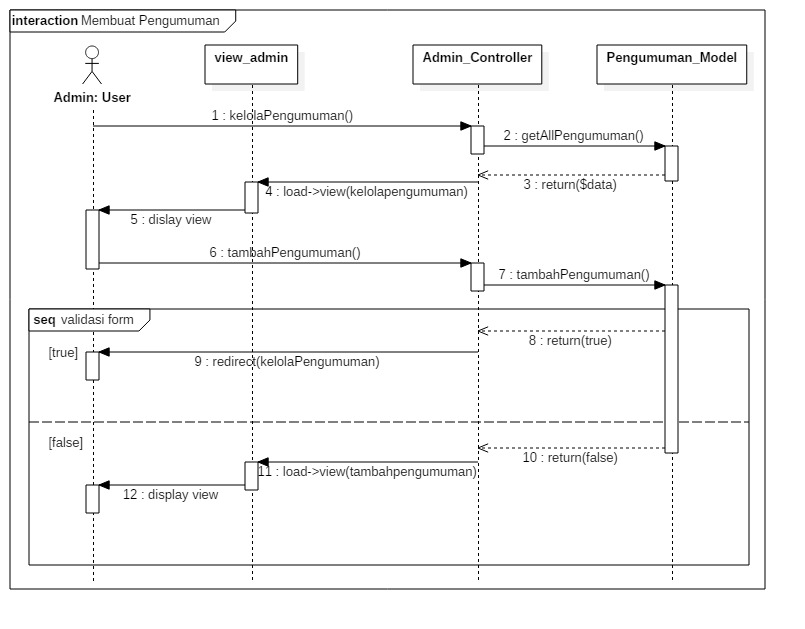 interaction Membuat Pengumuman
view_admin
Admin_Controller
Pengumuman_Model
Admin: User
1 : kelolaPengumuman()
2 : getAllPengumuman()
3 : return($data)
4 : load->view(kelolapengumuman)
5 : dislay view
6 : tambahPengumuman()
7 : tambahPengumuman()
seq validasi form
8 : return(true)
[true]
9 : redirect(kelolaPengumuman)
[false]
10 : return(false)
11 : load->view(tambahpengumuman)
12 : display view